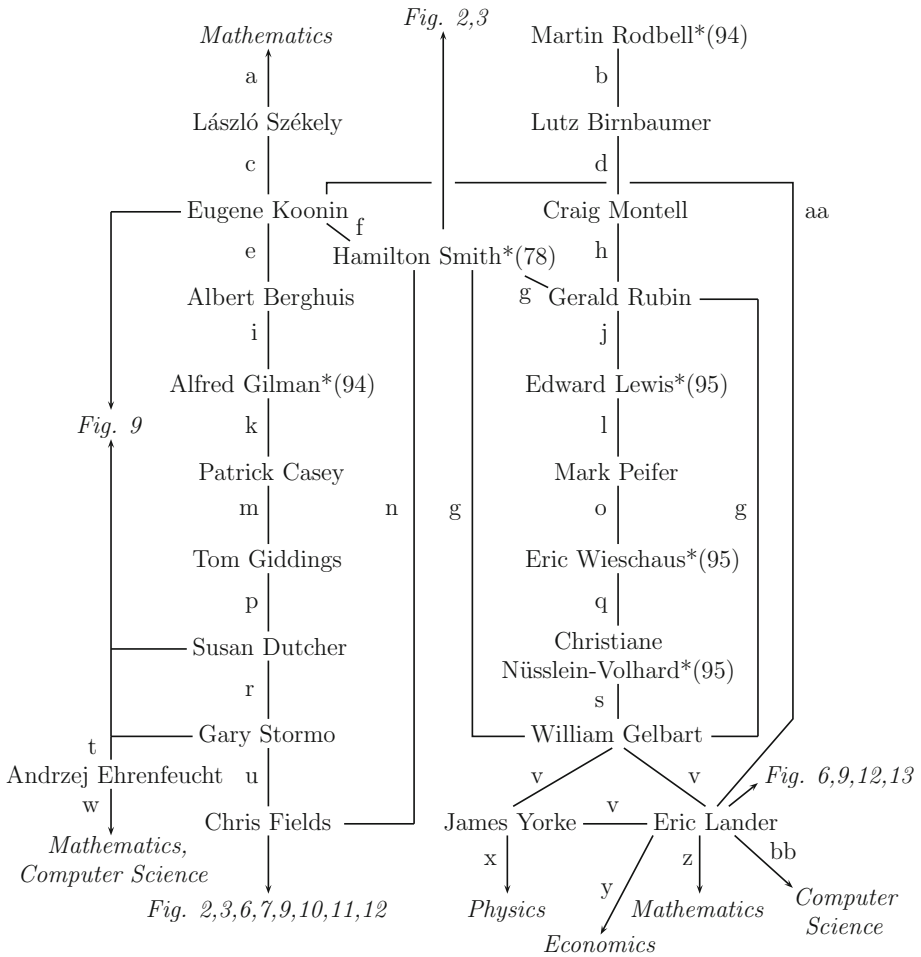 Fig. 2,3
Mathematics
Martin Rodbell*(94)
a
b
László Székely
Lutz Birnbaumer
c
d
Eugene Koonin
Craig Montell
aa
f
e
Hamilton Smith*(78)
h
Albert Berghuis
g
Gerald Rubin
i
j
Alfred Gilman*(94)
Edward Lewis*(95)
Fig. 9
k
l
Patrick Casey
Mark Peifer
m
n
g
o
g
Tom Giddings
Eric Wieschaus*(95)
p
q
Susan Dutcher
Christiane
Nüsslein-Volhard*(95)
r
s
Gary Stormo
William Gelbart
t
Andrzej Ehrenfeucht
u
v
v
Fig. 6,9,12,13
w
Chris Fields
James Yorke
v
Eric Lander
Mathematics,
Computer Science
x
y
z
bb
Fig. 2,3,6,7,9,10,11,12
Physics
Mathematics
Computer
Science
Economics